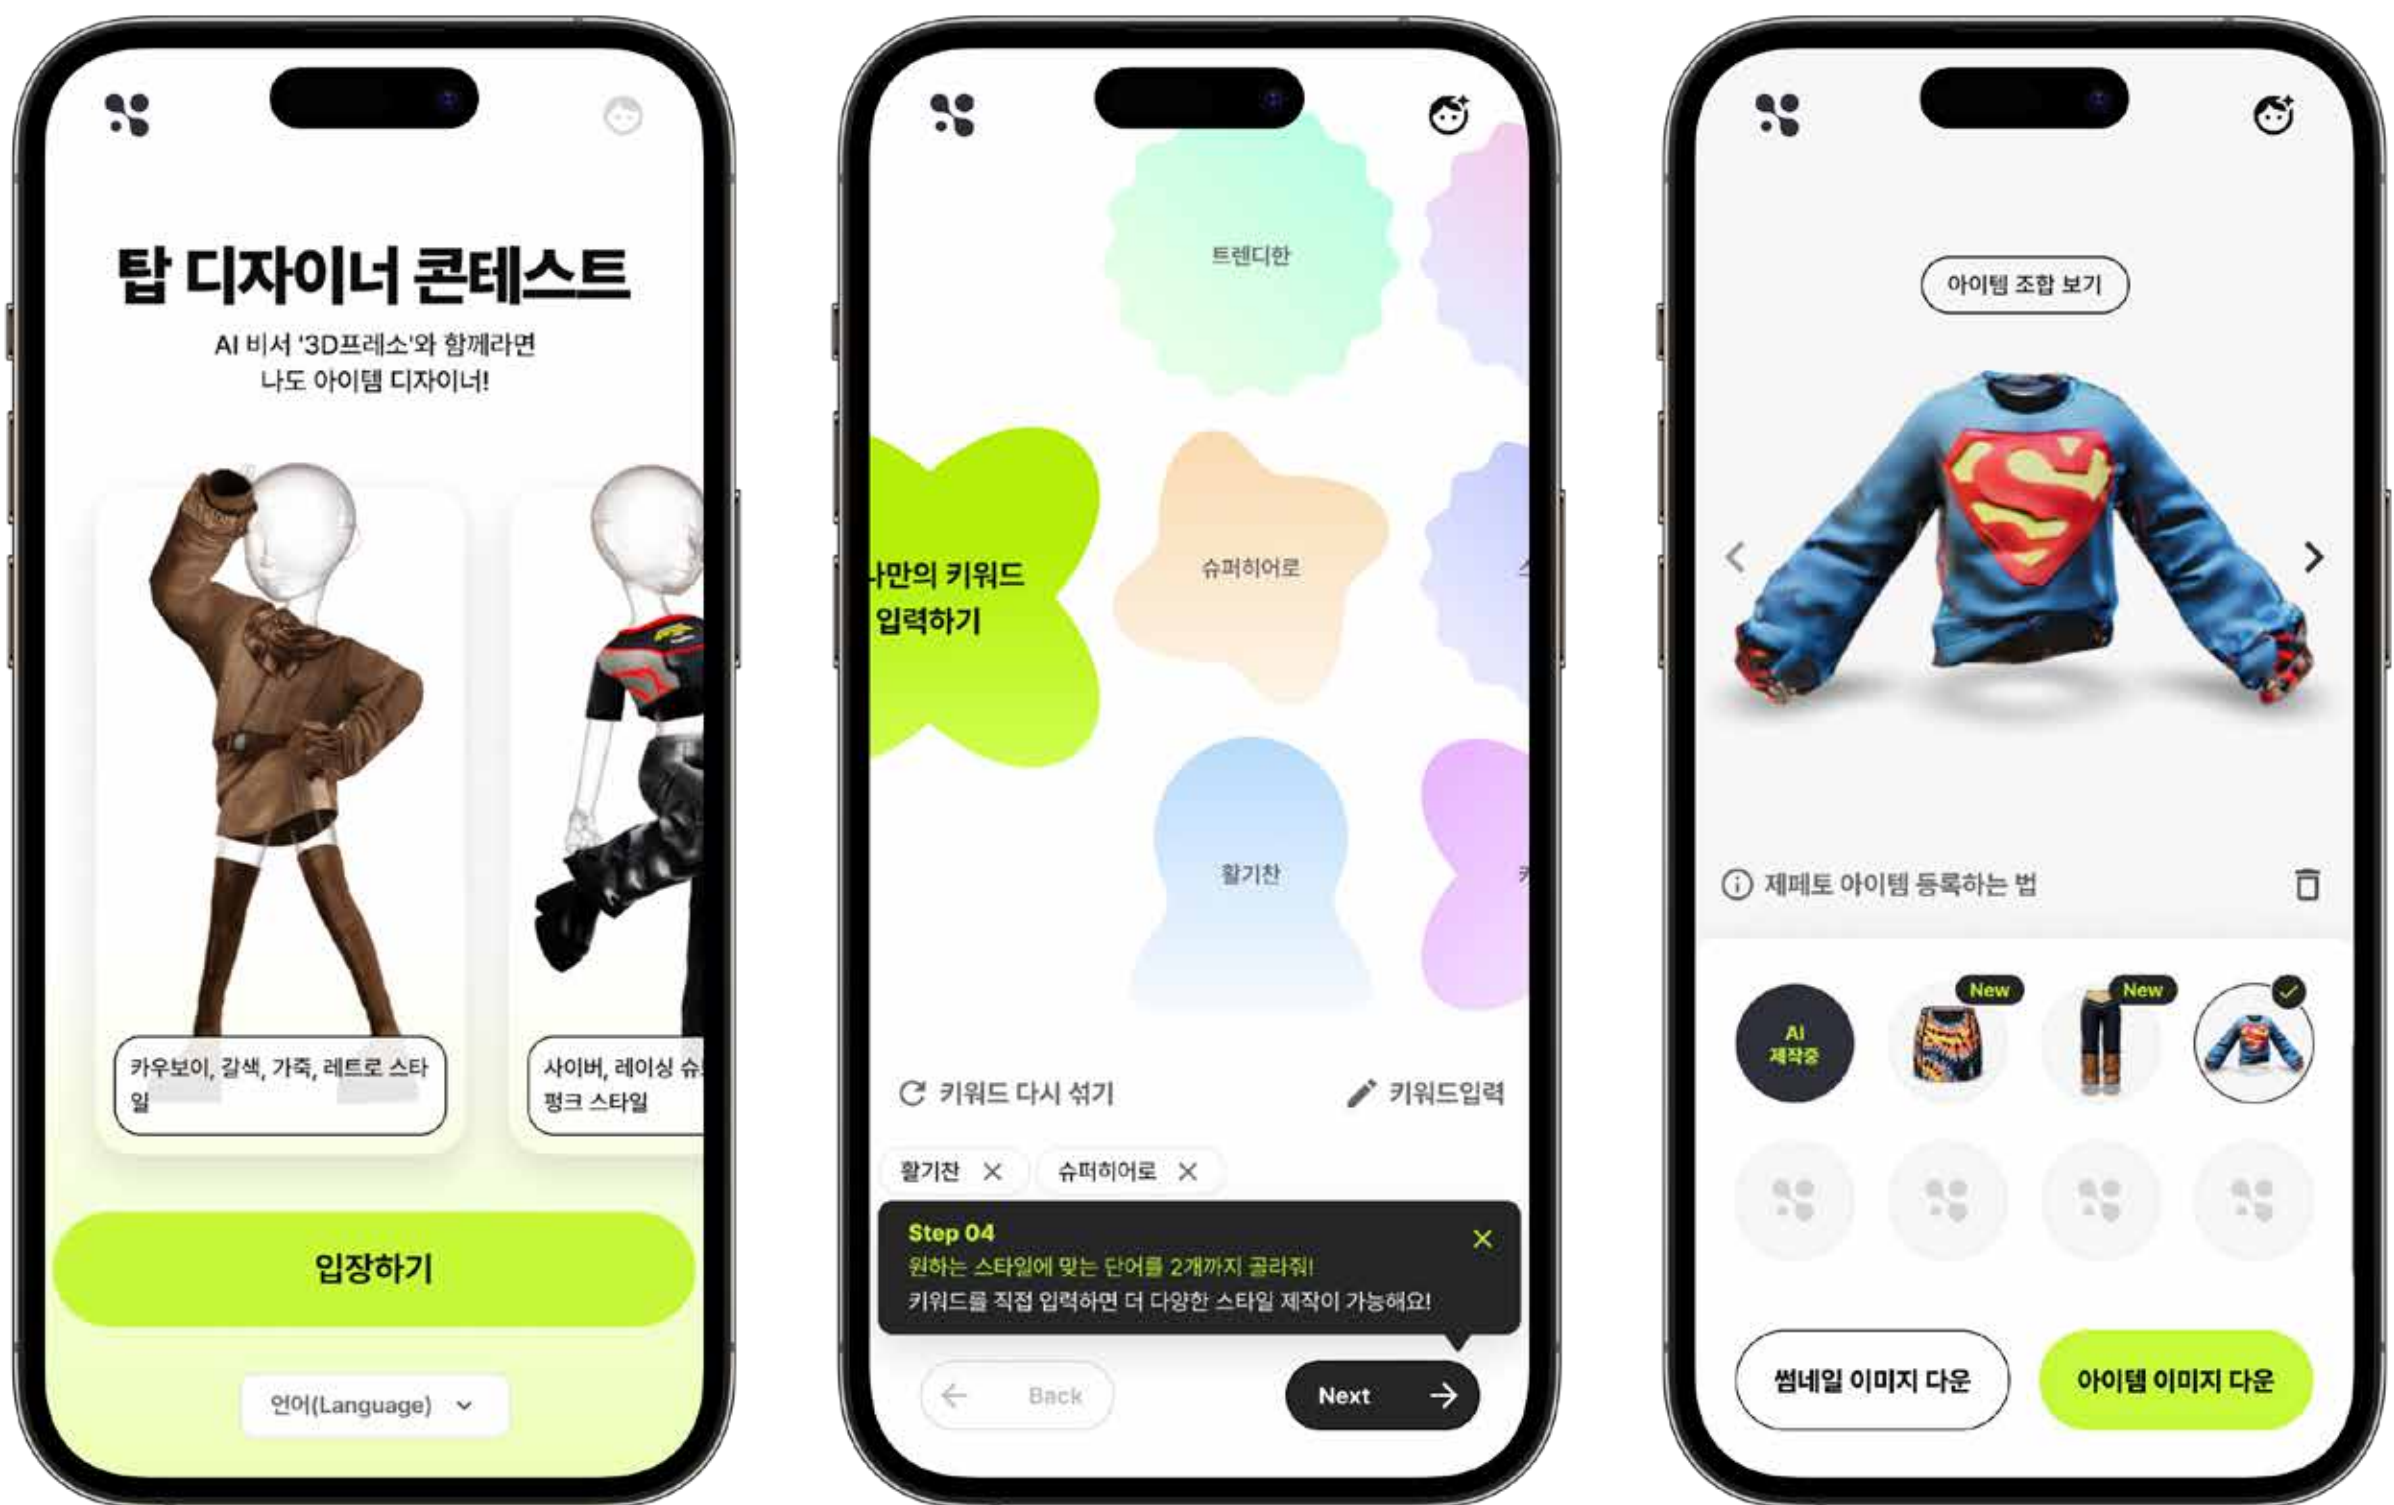 탑 디자이너 콘테스트
AI 비서 '3D프레소'와 함께라면
나도 아이템 디자이너!
카우보이, 갈색, 가죽, 레트로 스타
일
사이버, 레이싱
펑크 스타일
입장하기
언어(Language)
트렌디한
키워드
입력하기
슈퍼히어로
활기찬
키워드 다시 섞기
키워드입력
활기찬
슈퍼히어로
Step 04
원하는 스타일에 맞는 단어를 2개까지 골라줘!
키워드를 직접 입력하면 더 다양한 스타일 제작이 가능해요!
Back
Next
아이템 조합 보기
제페토 아이템 등록하는 법
AI
제작중
New
New
썸네일 이미지 다운
아이템 이미지 다운